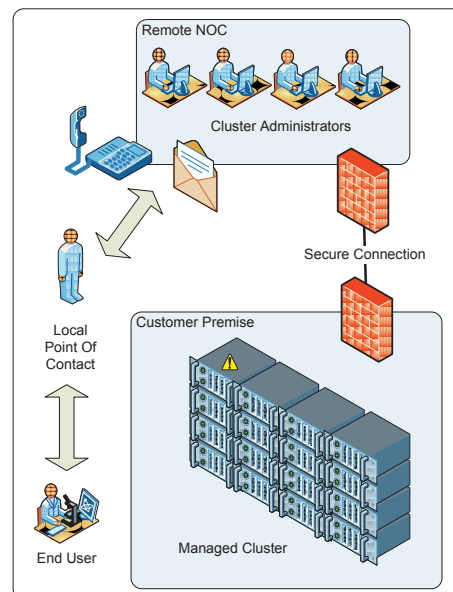 Remote NOC
Cluster Administrators
Secure Connection
Local
Point Of
Contact
Customer Premise
Managed Cluster
End User